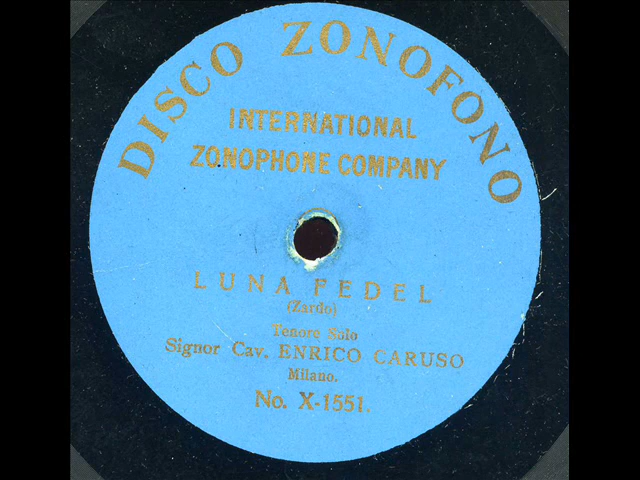 DISCO ZONOFONO
INTERNATIONAL
ZONOPHONE COMPANY
LUNA FEDEL
(Zardo)
Tenore Solo
Signor Cav. ENRICO CARUSO
Milano.
No. X-1551.